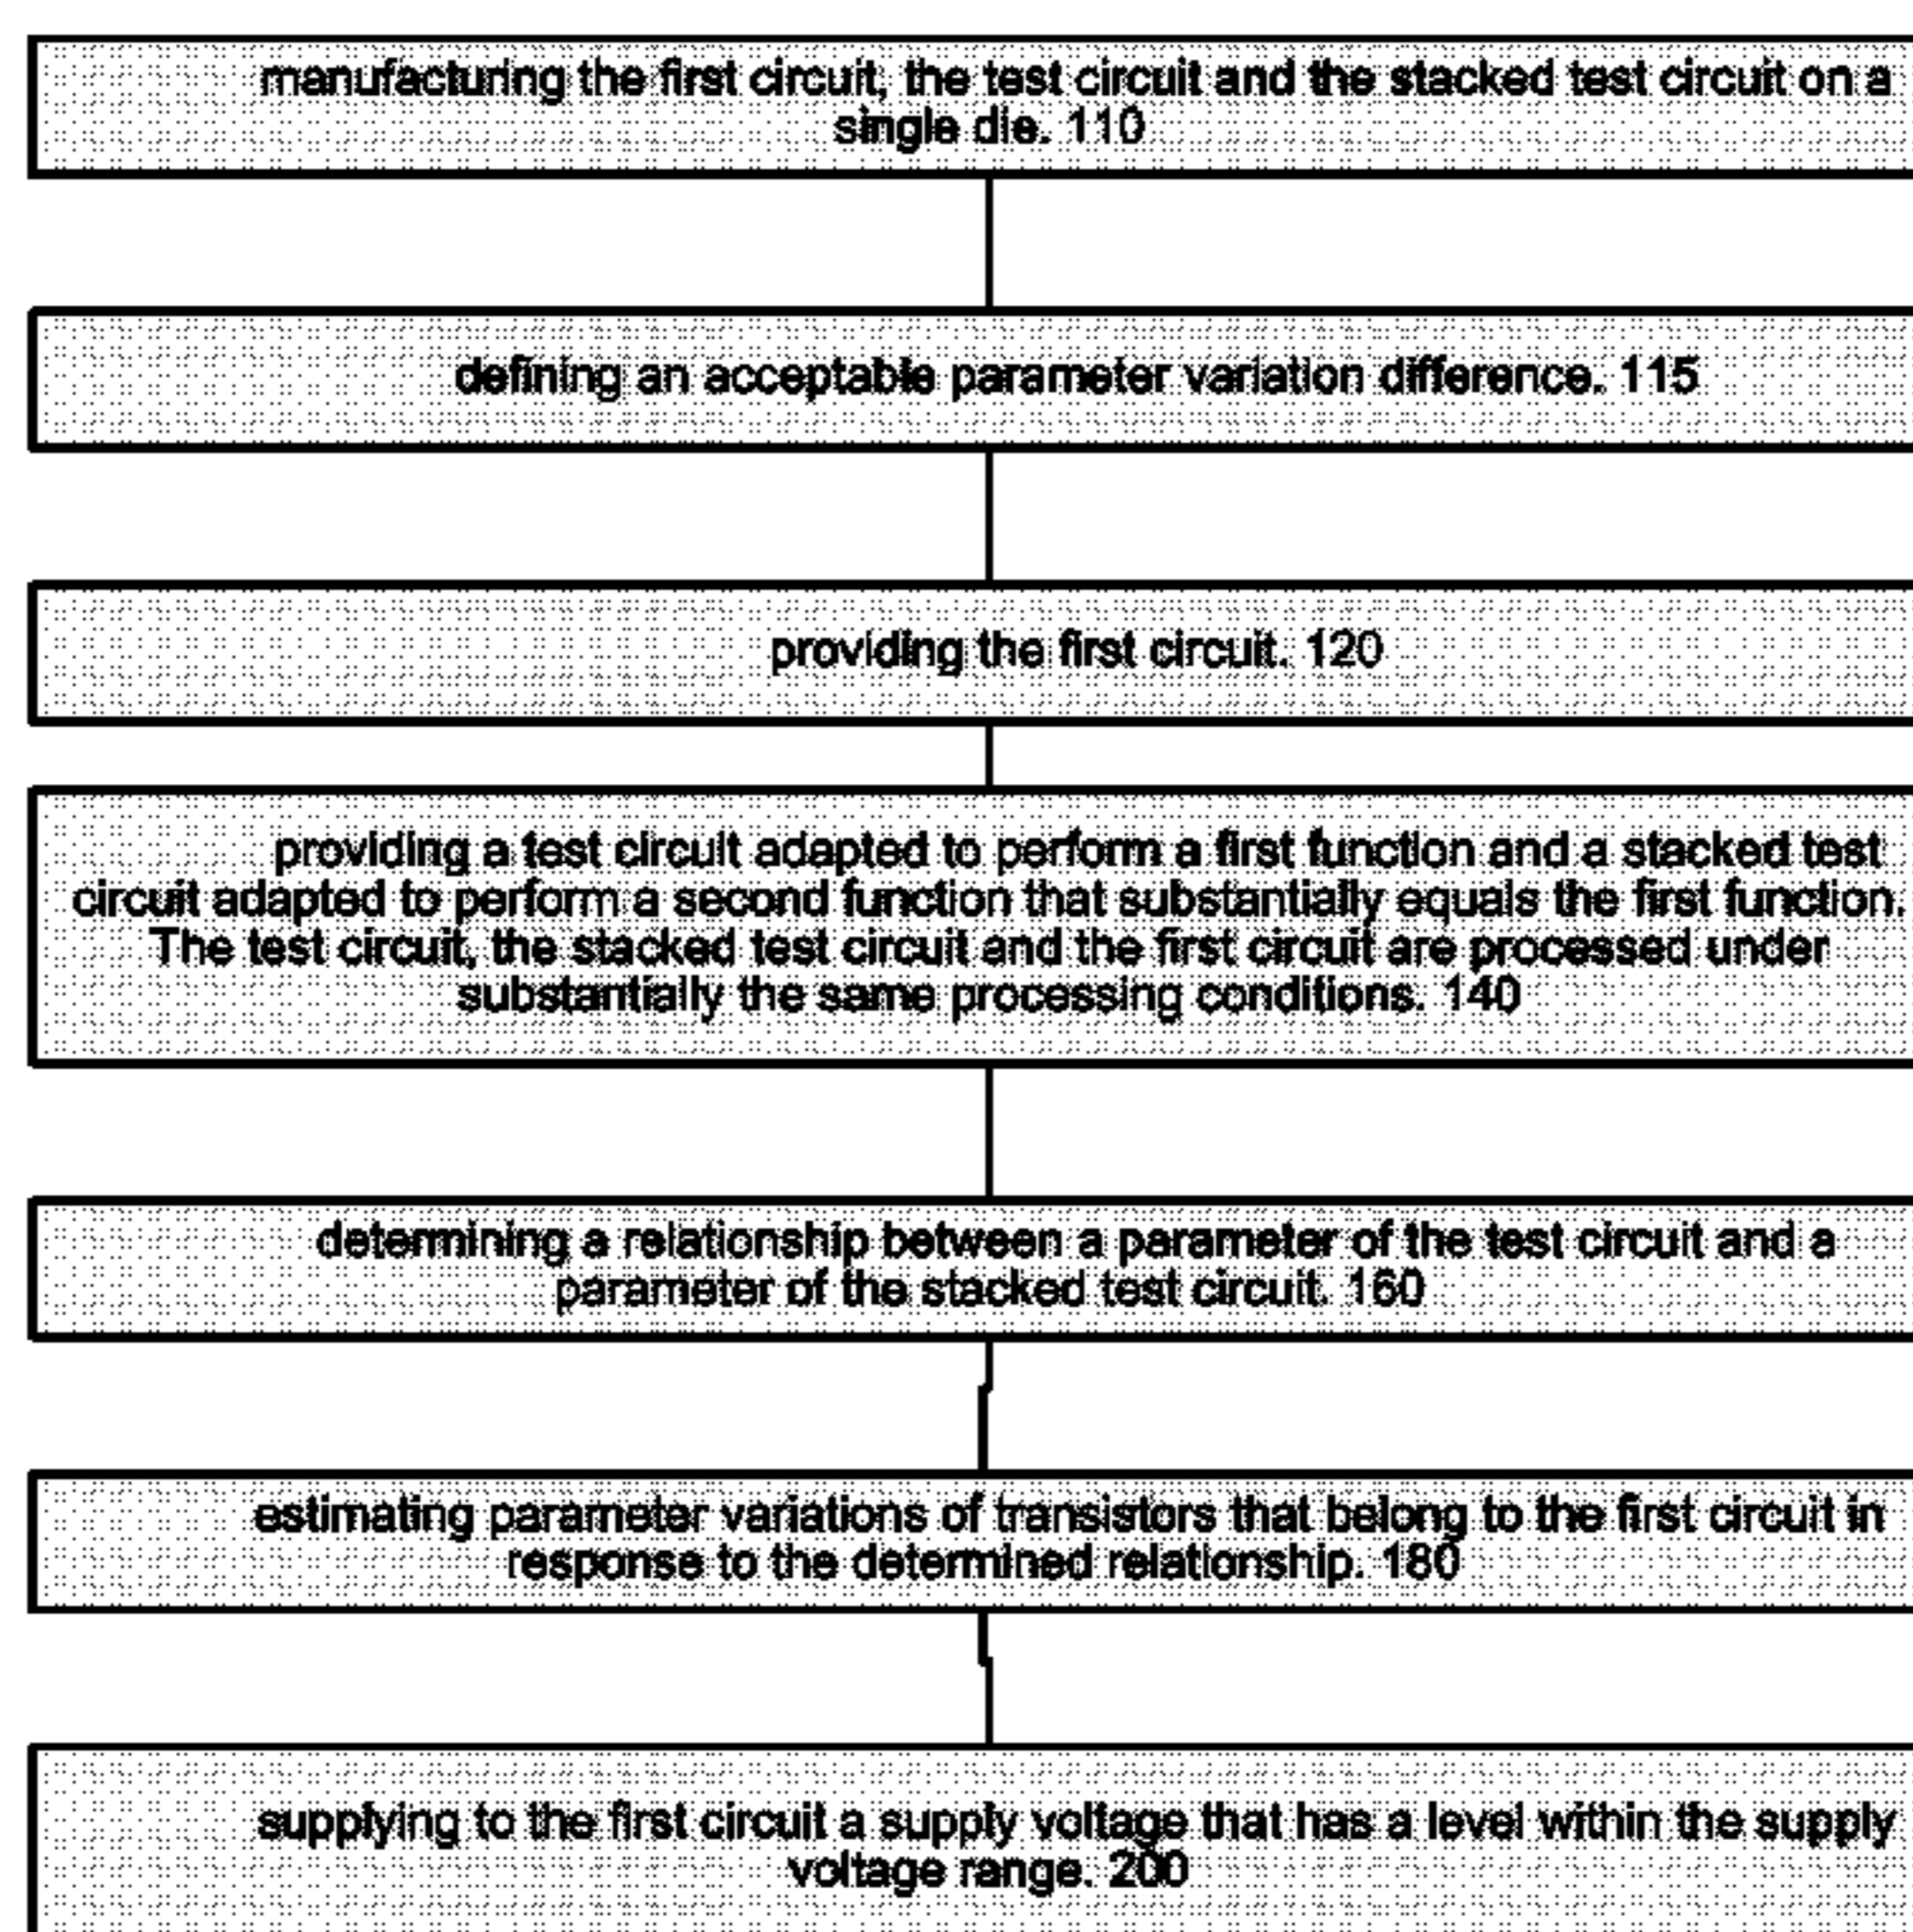 manufacturing the first circuit, the test circuit and the stacked test circuit on a
single die. 110
defining an acceptable parameter variation difference. 115
providing the first circuit. 120
providing a test circuit adapted to perform a first function and a stacked test
circuit adapted to perform a second function that substantially equals the first function.
The test circuit, the stacked test circuit and the first circuit are processed under
substantially the same processing conditions. 140
determining a relationship between a parameter of the test circuit and a
parameter of the stacked test circuit. 160
estimating parameter variations of transistors that belong to the first circuit in
response to the determined relationship. 180
supplying to the first circuit a supply voltage that has a level within the supply
voltage range. 200